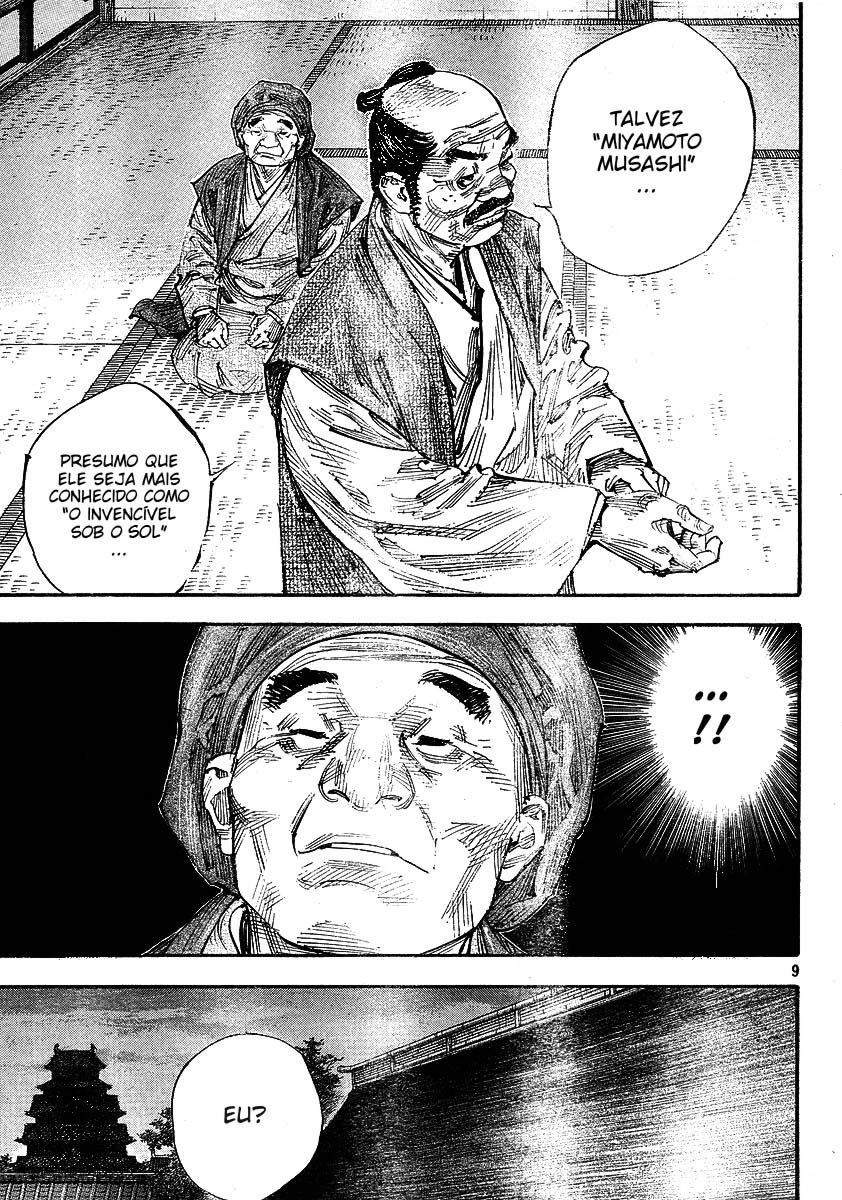 TALVEZ
"MIYAMOTO
MUSASHI"
...
PRESUMO QUE
ELE SEJA MAIS
CONHECIDO COMO
"O INVENCÍVEL
SOB O SOL"
...
...
!!
9
EU?